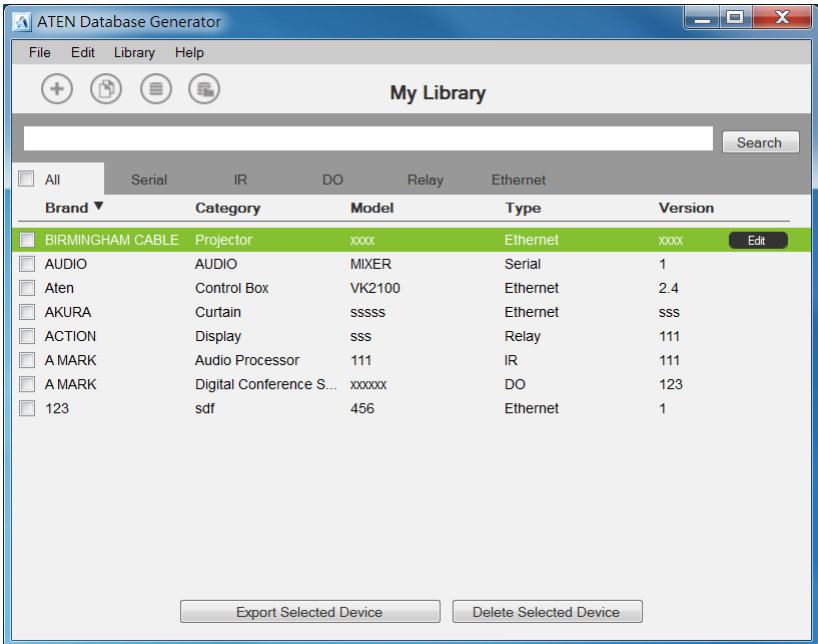 ATEN Database Generator
File Edit Library Help
My Library
Search
All Serial IR DO Relay Ethernet
Brand ▼ Category Model Type Version
BIRMINGHAM CABLE Projector xxxx Ethernet xxxx Edit
AUDIO AUDIO MIXER Serial 1
Aten Control Box VK2100 Ethernet 2.4
AKURA Curtain sssss Ethernet sss
ACTION Display sss Relay 111
A MARK Audio Processor 111 IR 111
A MARK Digital Conference S... xxxxxx DO 123
123 sdf 456 Ethernet 1
Export Selected Device Delete Selected Device